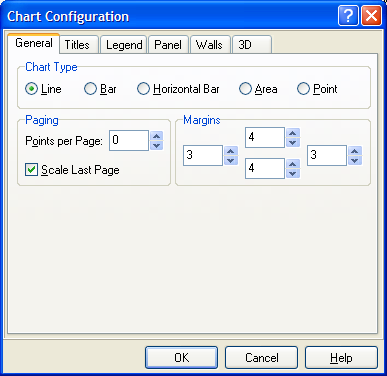 Chart Configuration ?
General Titles Legend Panel Walls 3D
Chart Type
Line Bar Horizontal Bar Area Point
Paging
Points per Page: 0
Scale Last Page
Margins
4
3 3
4
OK Cancel Help